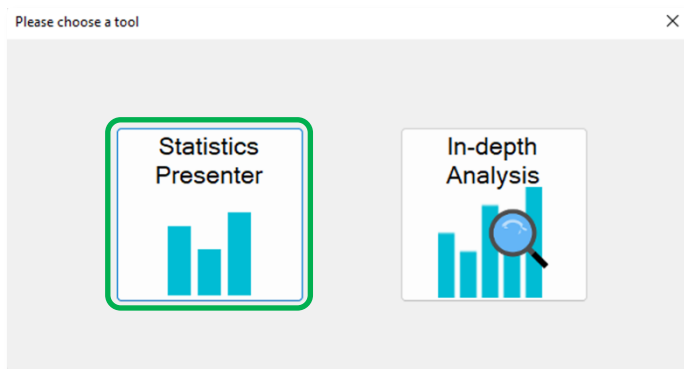 Please choose a tool
Statistics
Presenter
In-depth
Analysis